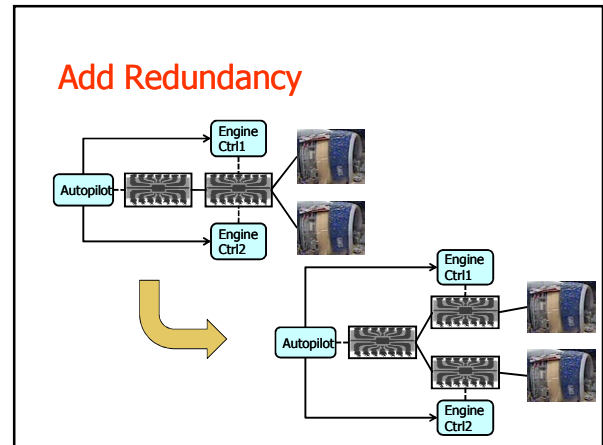 Add Redundancy
Engine
Ctrl1
Autopilot
Engine
Ctrl2
Engine
Ctrl1
Autopilot
Engine
Ctrl2